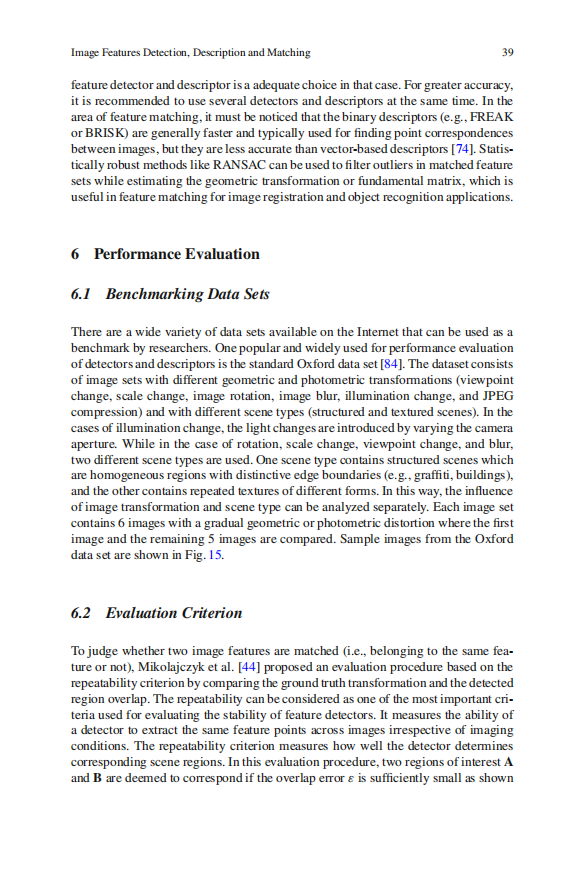 Image Features Detection, Description and Matching 39
feature detector and descriptor is a adequate choice in that case. For greater accuracy,
it is recommended to use several detectors and descriptors at the same time. In the
area of feature matching, it must be noticed that the binary descriptors (e.g., FREAK
or BRISK) are generally faster and typically used for finding point correspondences
between images, but they are less accurate than vector-based descriptors [74]. Statis-
tically robust methods like RANSAC can be used to filter outliers in matched feature
sets while estimating the geometric transformation or fundamental matrix, which is
useful in feature matching for image registration and object recognition applications.
6 Performance Evaluation
6.1 Benchmarking Data Sets
There are a wide variety of data sets available on the Internet that can be used as a
benchmark by researchers. One popular and widely used for performance evaluation
of detectors and descriptors is the standard Oxford data set [84]. The dataset consists
of image sets with different geometric and photometric transformations (viewpoint
change, scale change, image rotation, image blur, illumination change, and JPEG
compression) and with different scene types (structured and textured scenes). In the
cases of illumination change, the light changes are introduced by varying the camera
aperture. While in the case of rotation, scale change, viewpoint change, and blur,
two different scene types are used. One scene type contains structured scenes which
are homogeneous regions with distinctive edge boundaries (e.g., graffiti, buildings),
and the other contains repeated textures of different forms. In this way, the influence
of image transformation and scene type can be analyzed separately. Each image set
contains 6 images with a gradual geometric or photometric distortion where the first
image and the remaining 5 images are compared. Sample images from the Oxford
data set are shown in Fig. 15.
6.2 Evaluation Criterion
To judge whether two image features are matched (i.e., belonging to the same fea-
ture or not), Mikolajczyk et al. [44] proposed an evaluation procedure based on the
repeatability criterion by comparing the ground truth transformation and the detected
region overlap. The repeatability can be considered as one of the most important cri-
teria used for evaluating the stability of feature detectors. It measures the ability of
a detector to extract the same feature points across images irrespective of imaging
conditions. The repeatability criterion measures how well the detector determines
corresponding scene regions. In this evaluation procedure, two regions of interest A
and B are deemed to correspond if the overlap error ε is sufficiently small as shown